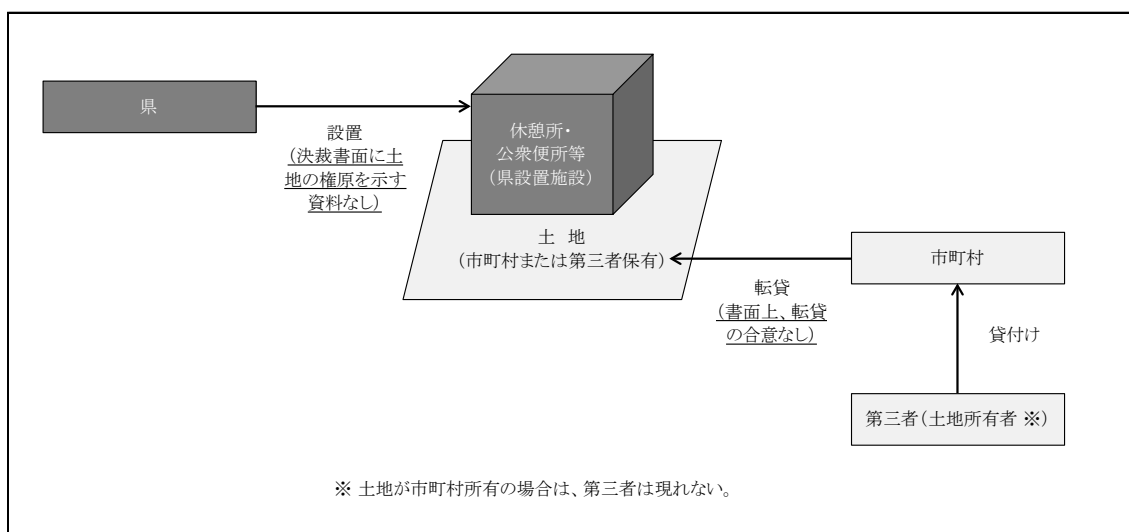 県
設置
(決裁書面に土
地の権原を示す
資料なし)
休憩所・
公衆便所等
(県設置施設)
土 地
(市町村または第三者保有)
転貸
(書面上、転貸
の合意なし)
市町村
貸付け
第三者(土地所有者 ※)
※ 土地が市町村所有の場合は、第三者は現れない。